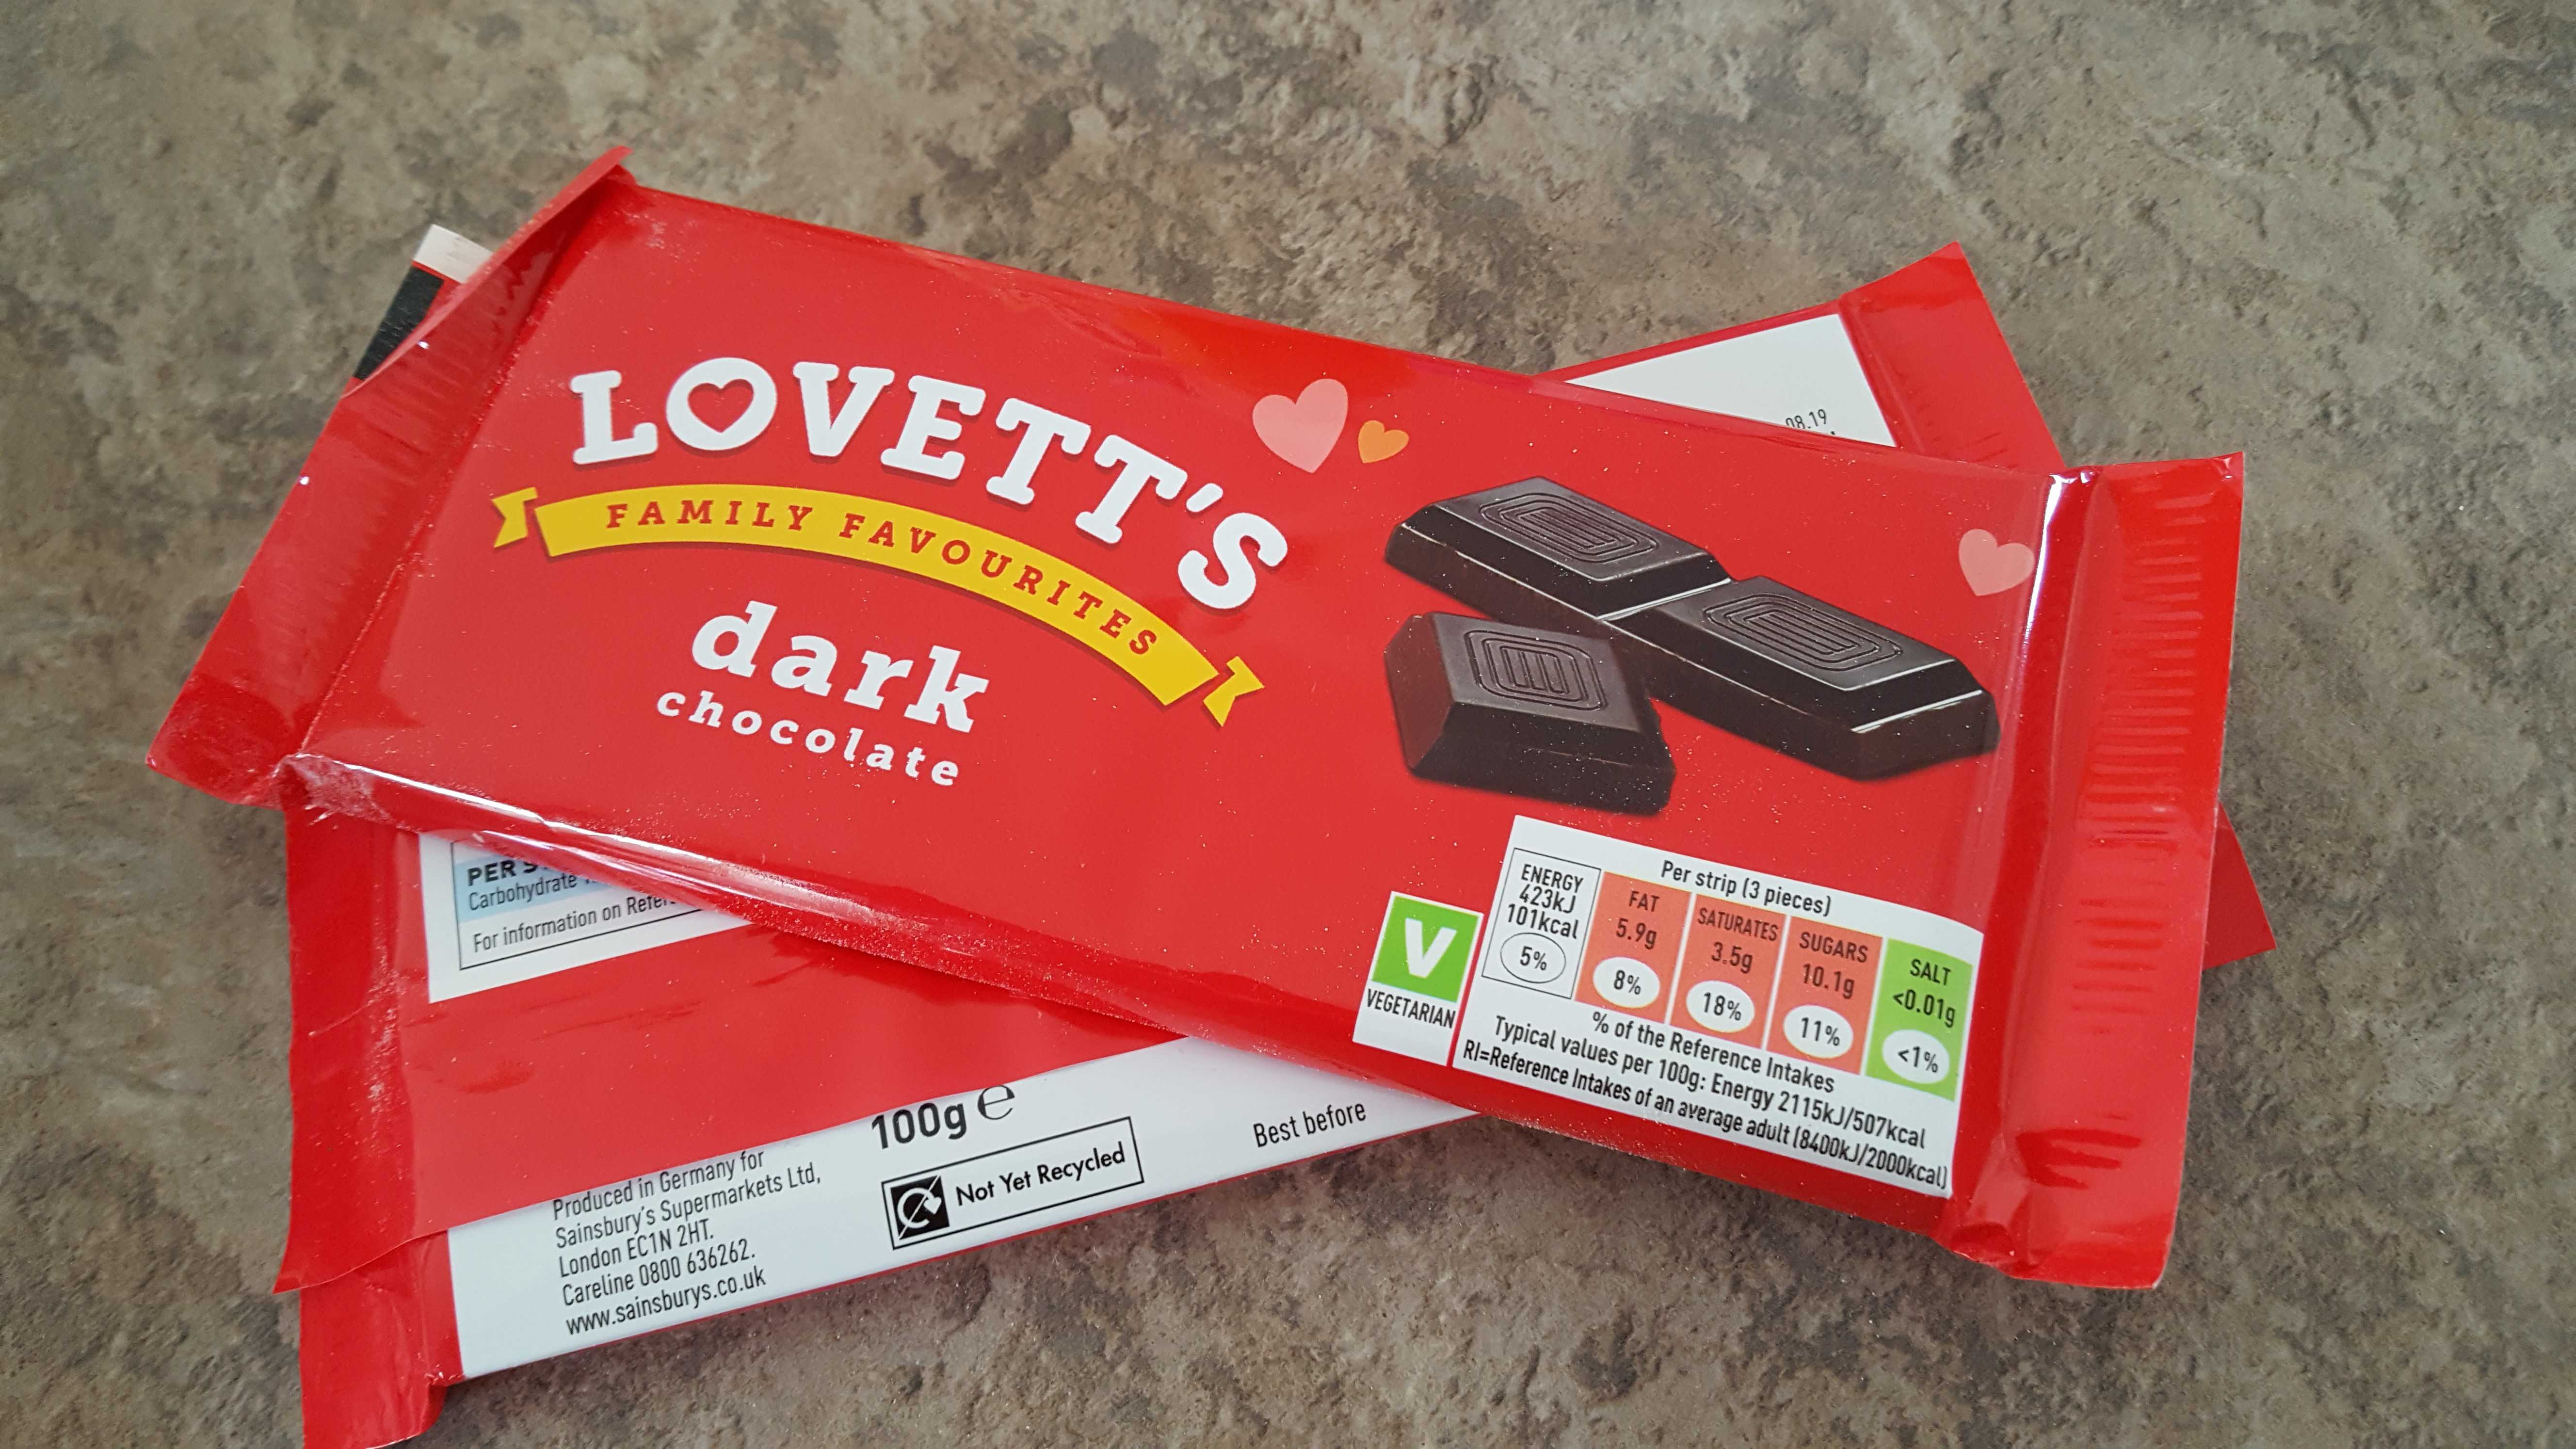 LOVETT'S
FAMILY FAVOURITES
dark
chocolate
08.19
VEGETARIAN
Per strip (3 pieces)
ENERGY
423kJ
101kcal
5%
FAT
5.9g
8%
SATURATES
3.5g
18%
SUGARS
10.1g
11%
SALT
<0.01g
<1%
% of the Reference Intakes
Typical values per 100g: Energy 2115kJ/507kcal
RI=Reference Intakes of an average adult (8400kJ/2000kcal)
PER
Carbohydrate
For information on
100g e
Not Yet Recycled
Best before
Produced in Germany for
Sainsbury's Supermarkets Ltd,
London EC1N 2HT.
Careline 0800 636262.
www.sainsburys.co.uk